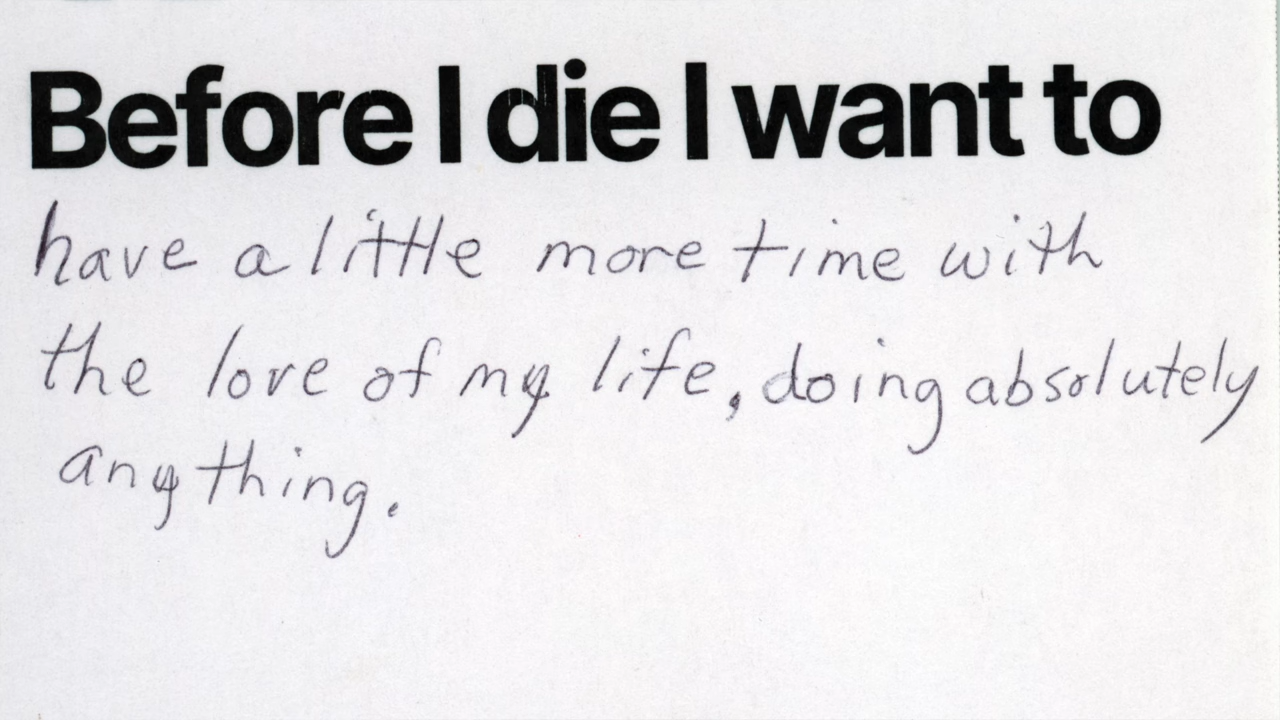 Before I die I want to
have a little more time with
the love of my life, doing absolutely
anything.